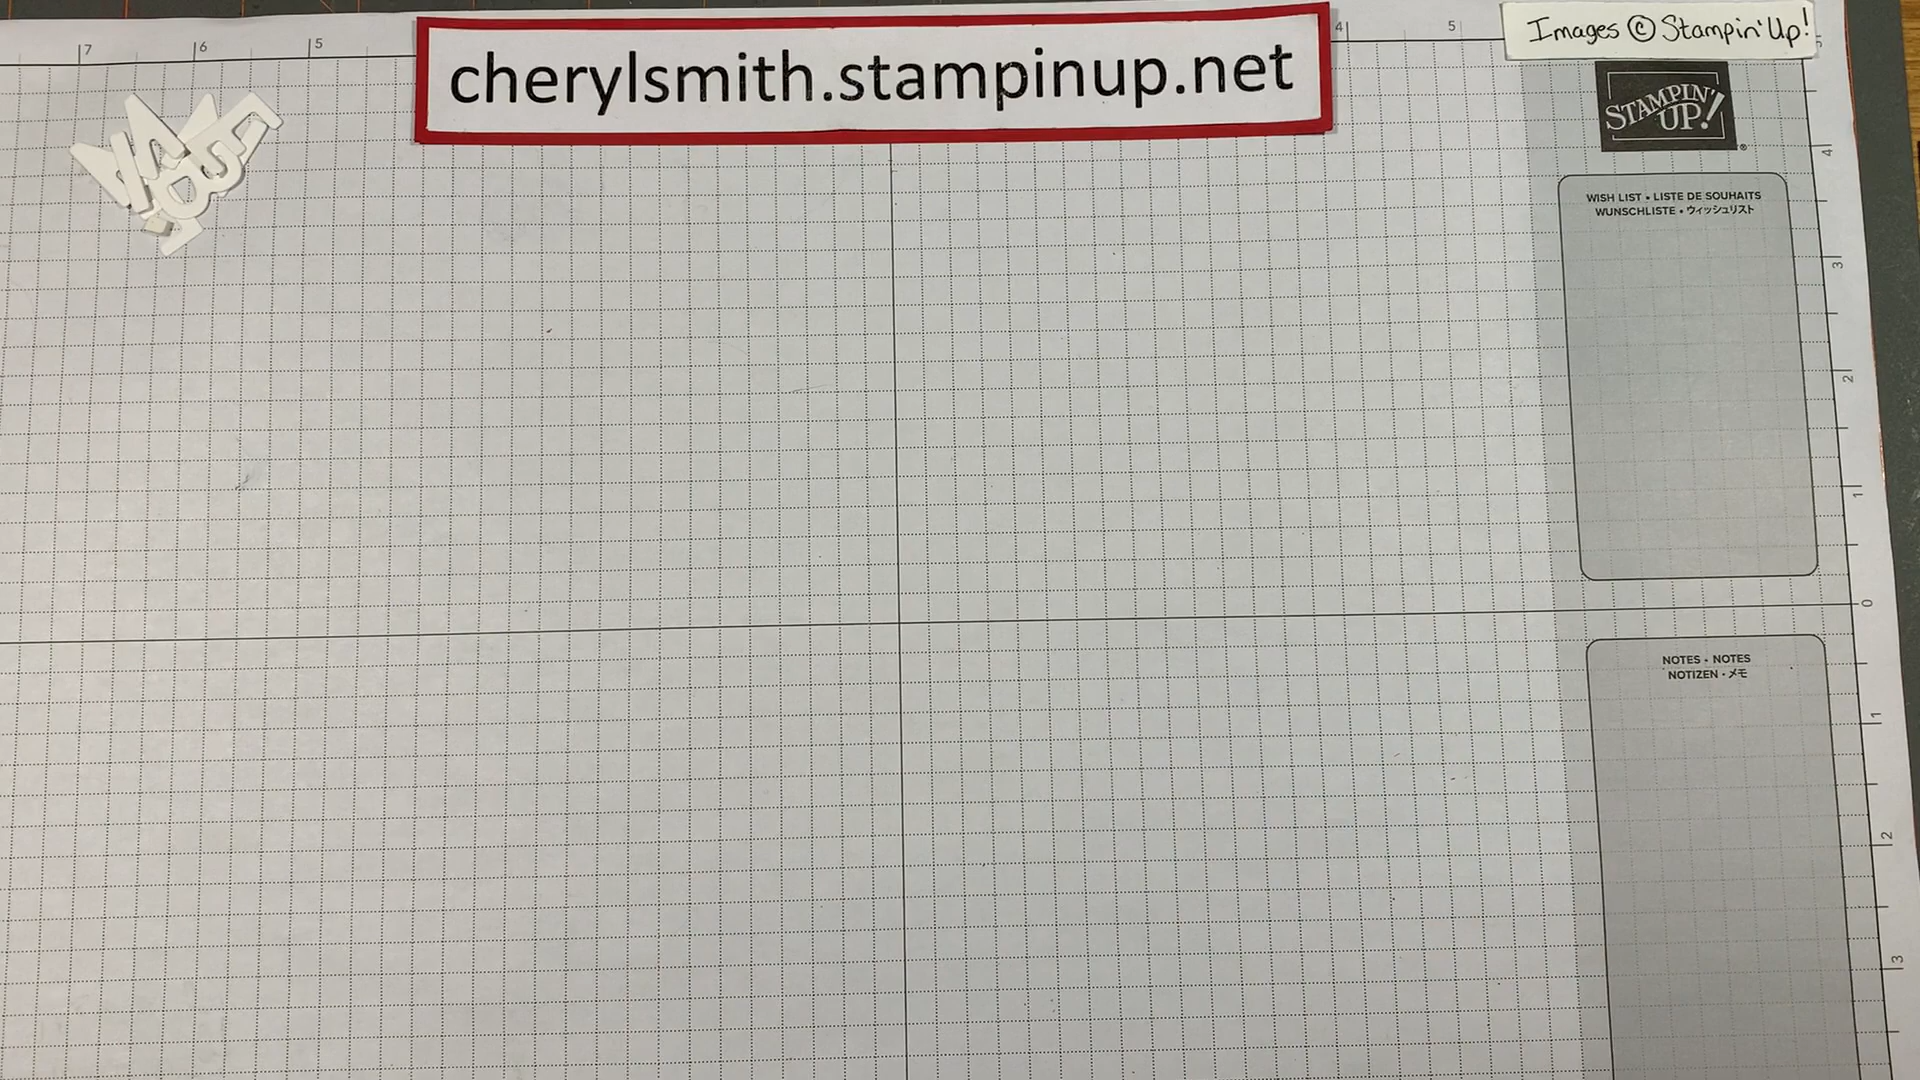 7 6 5 4 5 5
cherylsmith.stampinup.net
Images © Stampin'Up!
STAMPIN'
UP!®
4
WISH LIST • LISTE DE SOUHAITS
WUNSCHLISTE • ウィッシュリスト
3
2
1
0
NOTES • NOTES
NOTIZEN • メモ
1
2
3